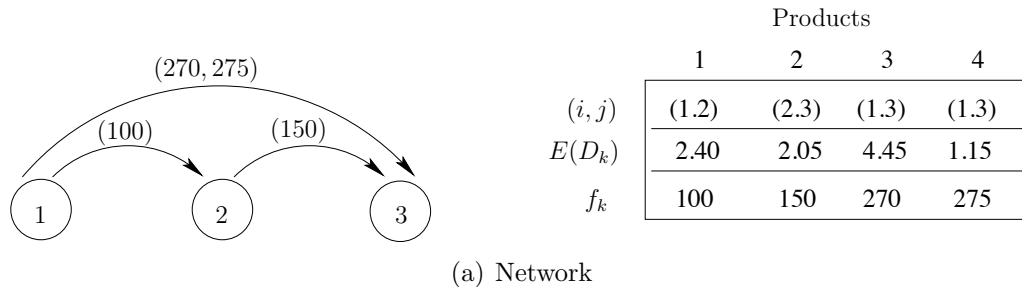 Products
1 2 3 4
(i, j) (1.2) (2.3) (1.3) (1.3)
E(D_k) 2.40 2.05 4.45 1.15
f_k 100 150 270 275
(270, 275)
(100) (150)
1 2 3
(a) Network